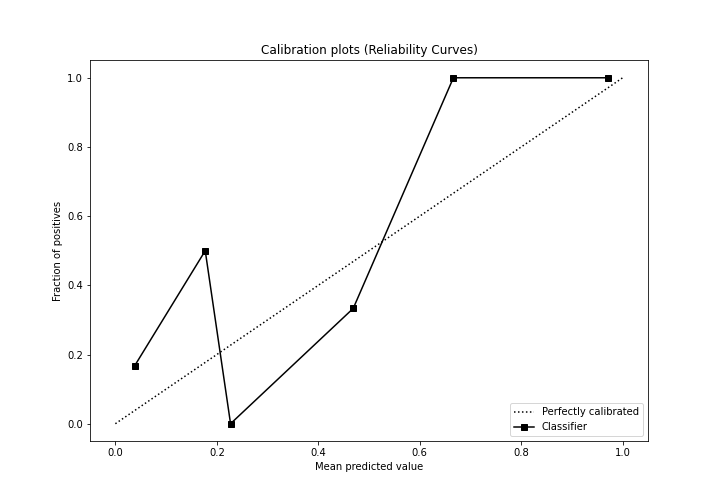 Calibration plots (Reliability Curves)
Fraction of positives
1.0
0.8
0.6
0.4
0.2
0.0
0.0 0.2 0.4 0.6 0.8 1.0
Mean predicted value
Perfectly calibrated
Classifier